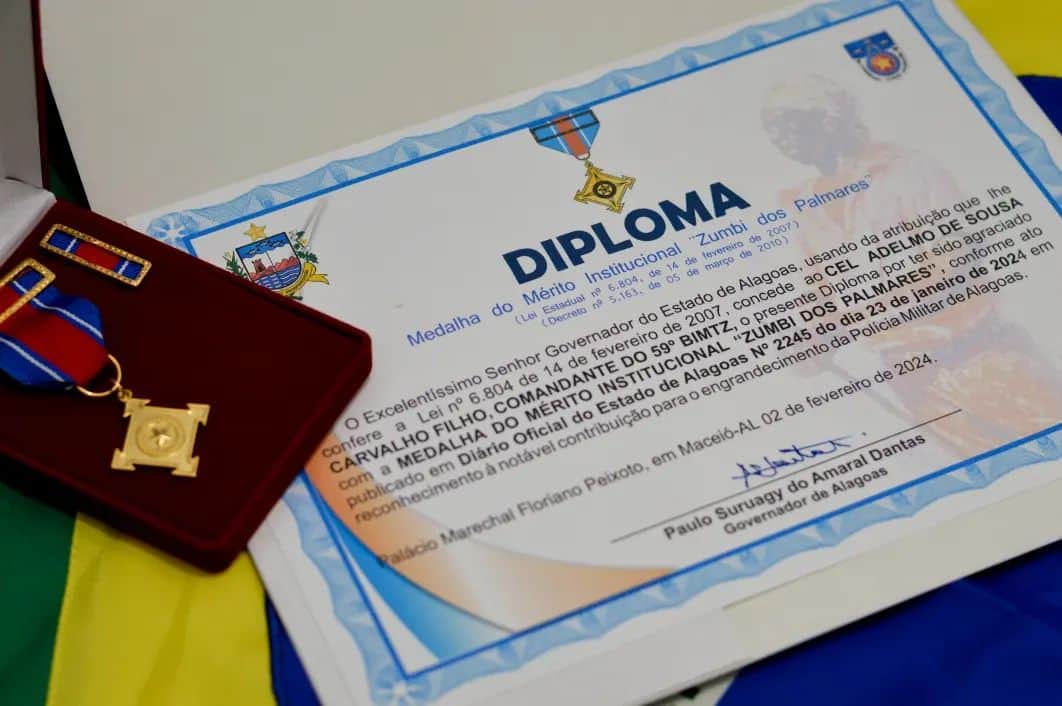 DIPLOMA
Medalha do Mérito Institucional "Zumbi dos Palmares"
(Lei Estadual nº 6.804, de 14 de fevereiro de 2007)
(Decreto nº 5.163, de 05 de março de 2010)
O Excelentíssimo Senhor Governador do Estado de Alagoas, usando da atribuição que lhe
confere a Lei nº 6.804 de 14 de fevereiro de 2007, concede ao CEL ADELMO DE SOUSA
CARVALHO FILHO, COMANDANTE DO 59º BIMTZ, o presente Diploma por ter sido agraciado
com a MEDALHA DO MÉRITO INSTITUCIONAL "ZUMBI DOS PALMARES", conforme ato
publicado em Diário Oficial do Estado de Alagoas Nº 2245 do dia 23 de janeiro de 2024 em
reconhecimento à notável contribuição para o engrandecimento da Polícia Militar de Alagoas.
Palácio Marechal Floriano Peixoto, em Maceió-AL 02 de fevereiro de 2024.
Paulo Suruagy do Amaral Dantas
Governador de Alagoas